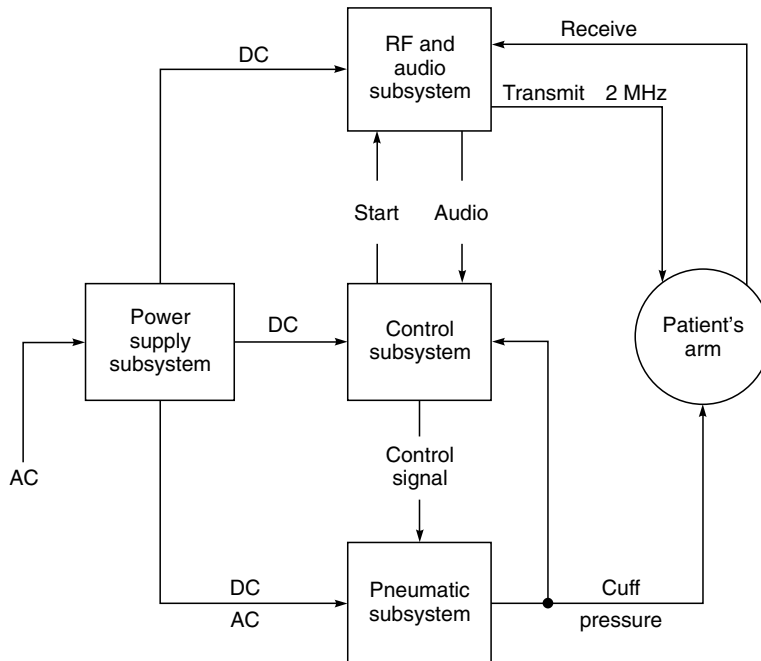 RF and
audio
subsystem
DC
Receive
Transmit 2 MHz
Start
Audio
Power
supply
subsystem
DC
Control
subsystem
Patient's
arm
AC
Control
signal
DC
AC
Pneumatic
subsystem
Cuff
pressure